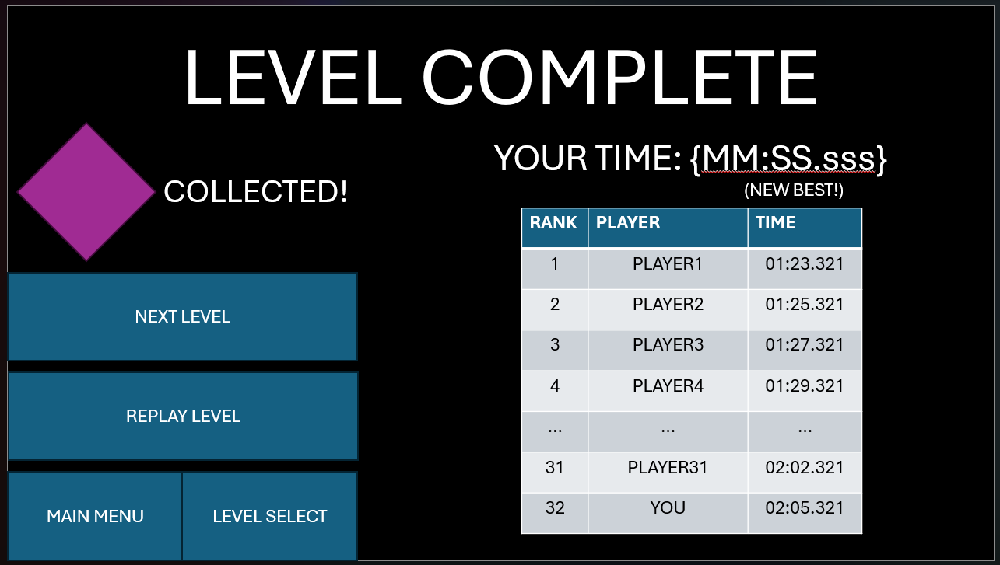 LEVEL COMPLETE
COLLECTED!
YOUR TIME: {MM:SS.sss}
(NEW BEST!)
RANK PLAYER TIME
1 PLAYER1 01:23.321
2 PLAYER2 01:25.321
3 PLAYER3 01:27.321
4 PLAYER4 01:29.321
... ... ...
31 PLAYER31 02:02.321
32 YOU 02:05.321
NEXT LEVEL
REPLAY LEVEL
MAIN MENU LEVEL SELECT